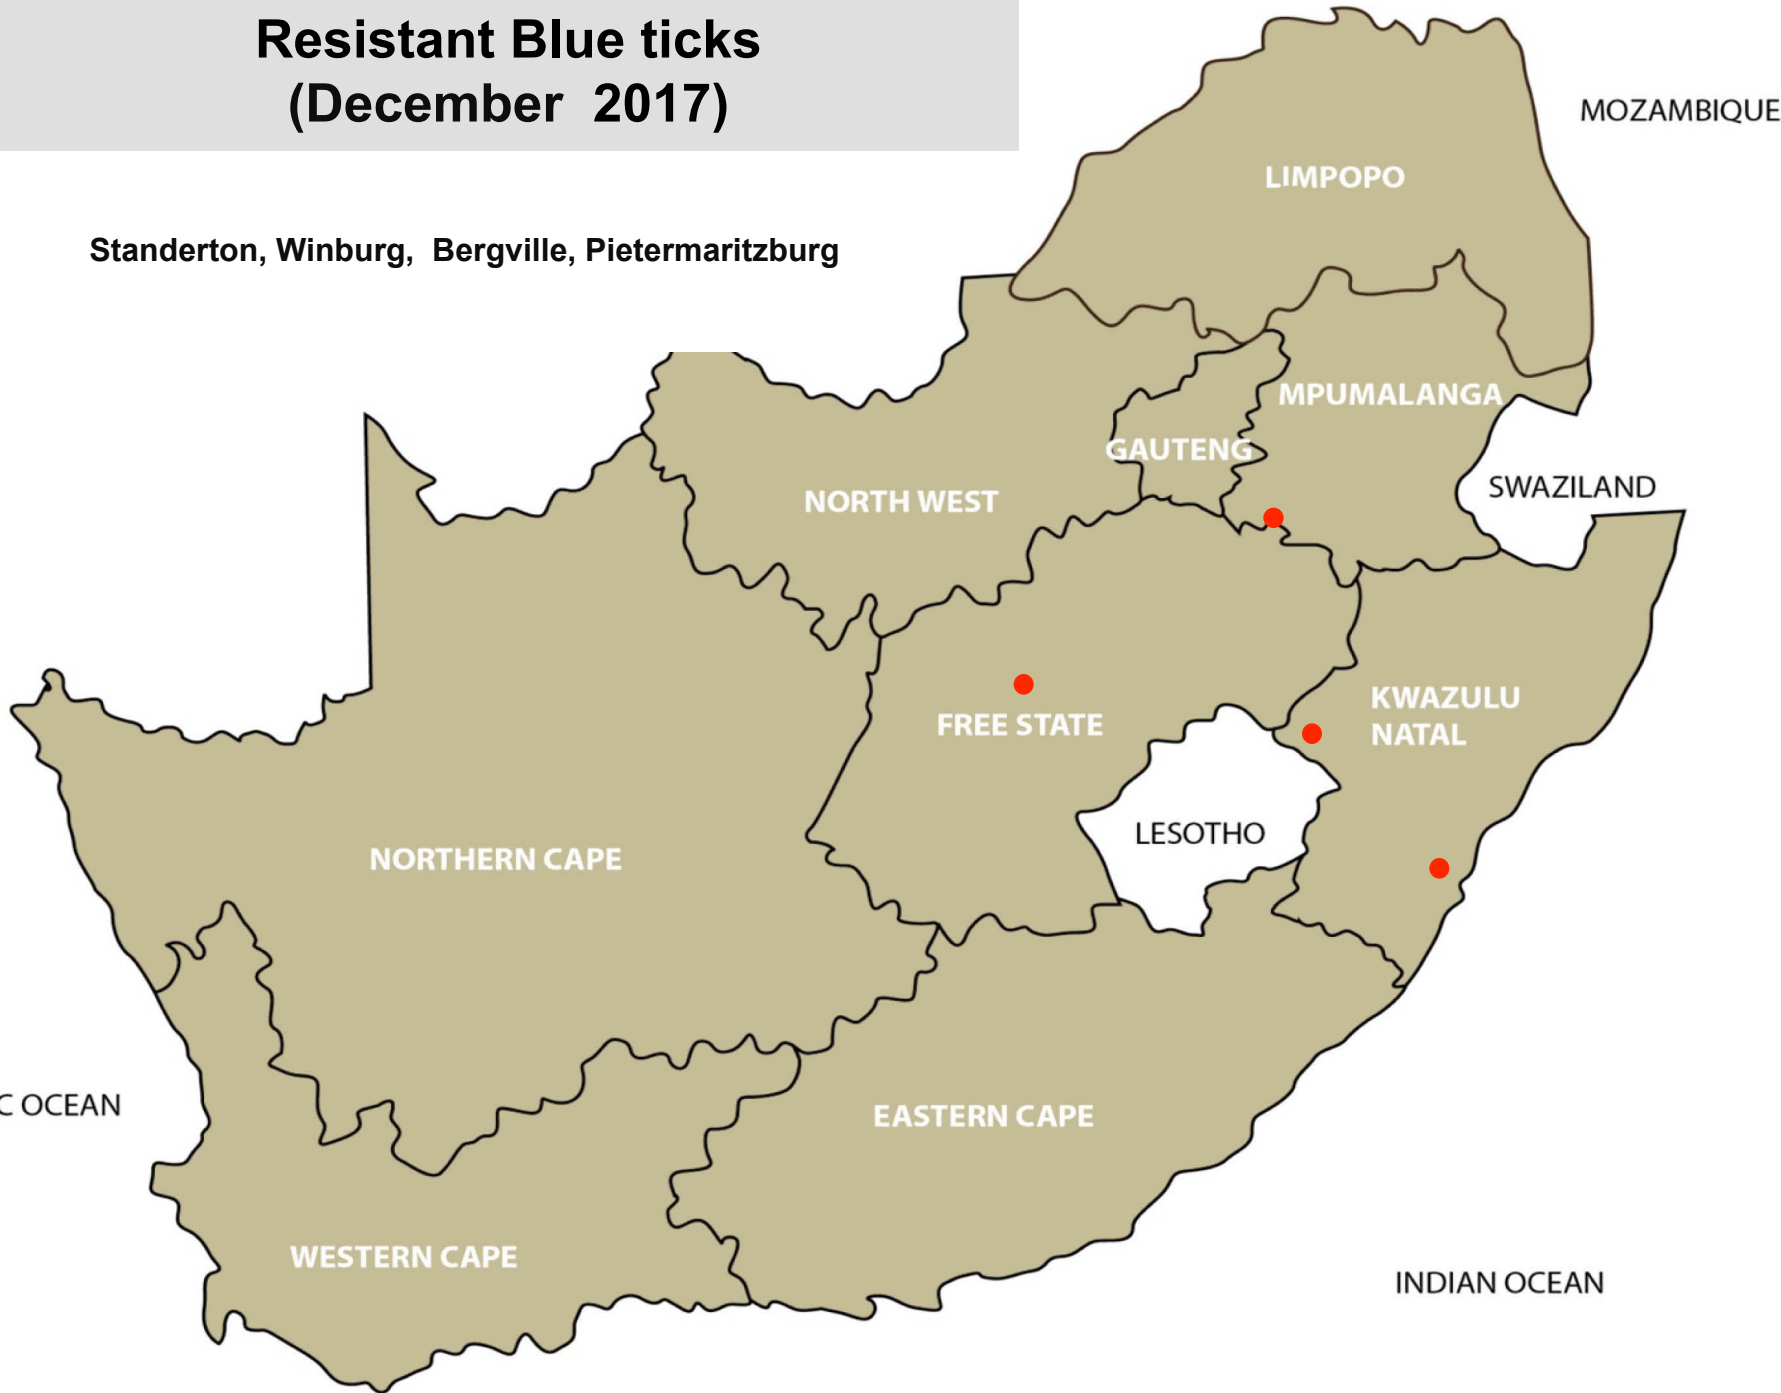 Resistant Blue ticks
(December 2017)
MOZAMBIQUE
LIMPOPO
Standerton, Winburg, Bergville, Pietermaritzburg
MPUMALANGA
GAUTENG
NORTH WEST
SWAZILAND
KWAZULU
NATAL
FREE STATE
LESOTHO
NORTHERN CAPE
C OCEAN
EASTERN CAPE
WESTERN CAPE
INDIAN OCEAN